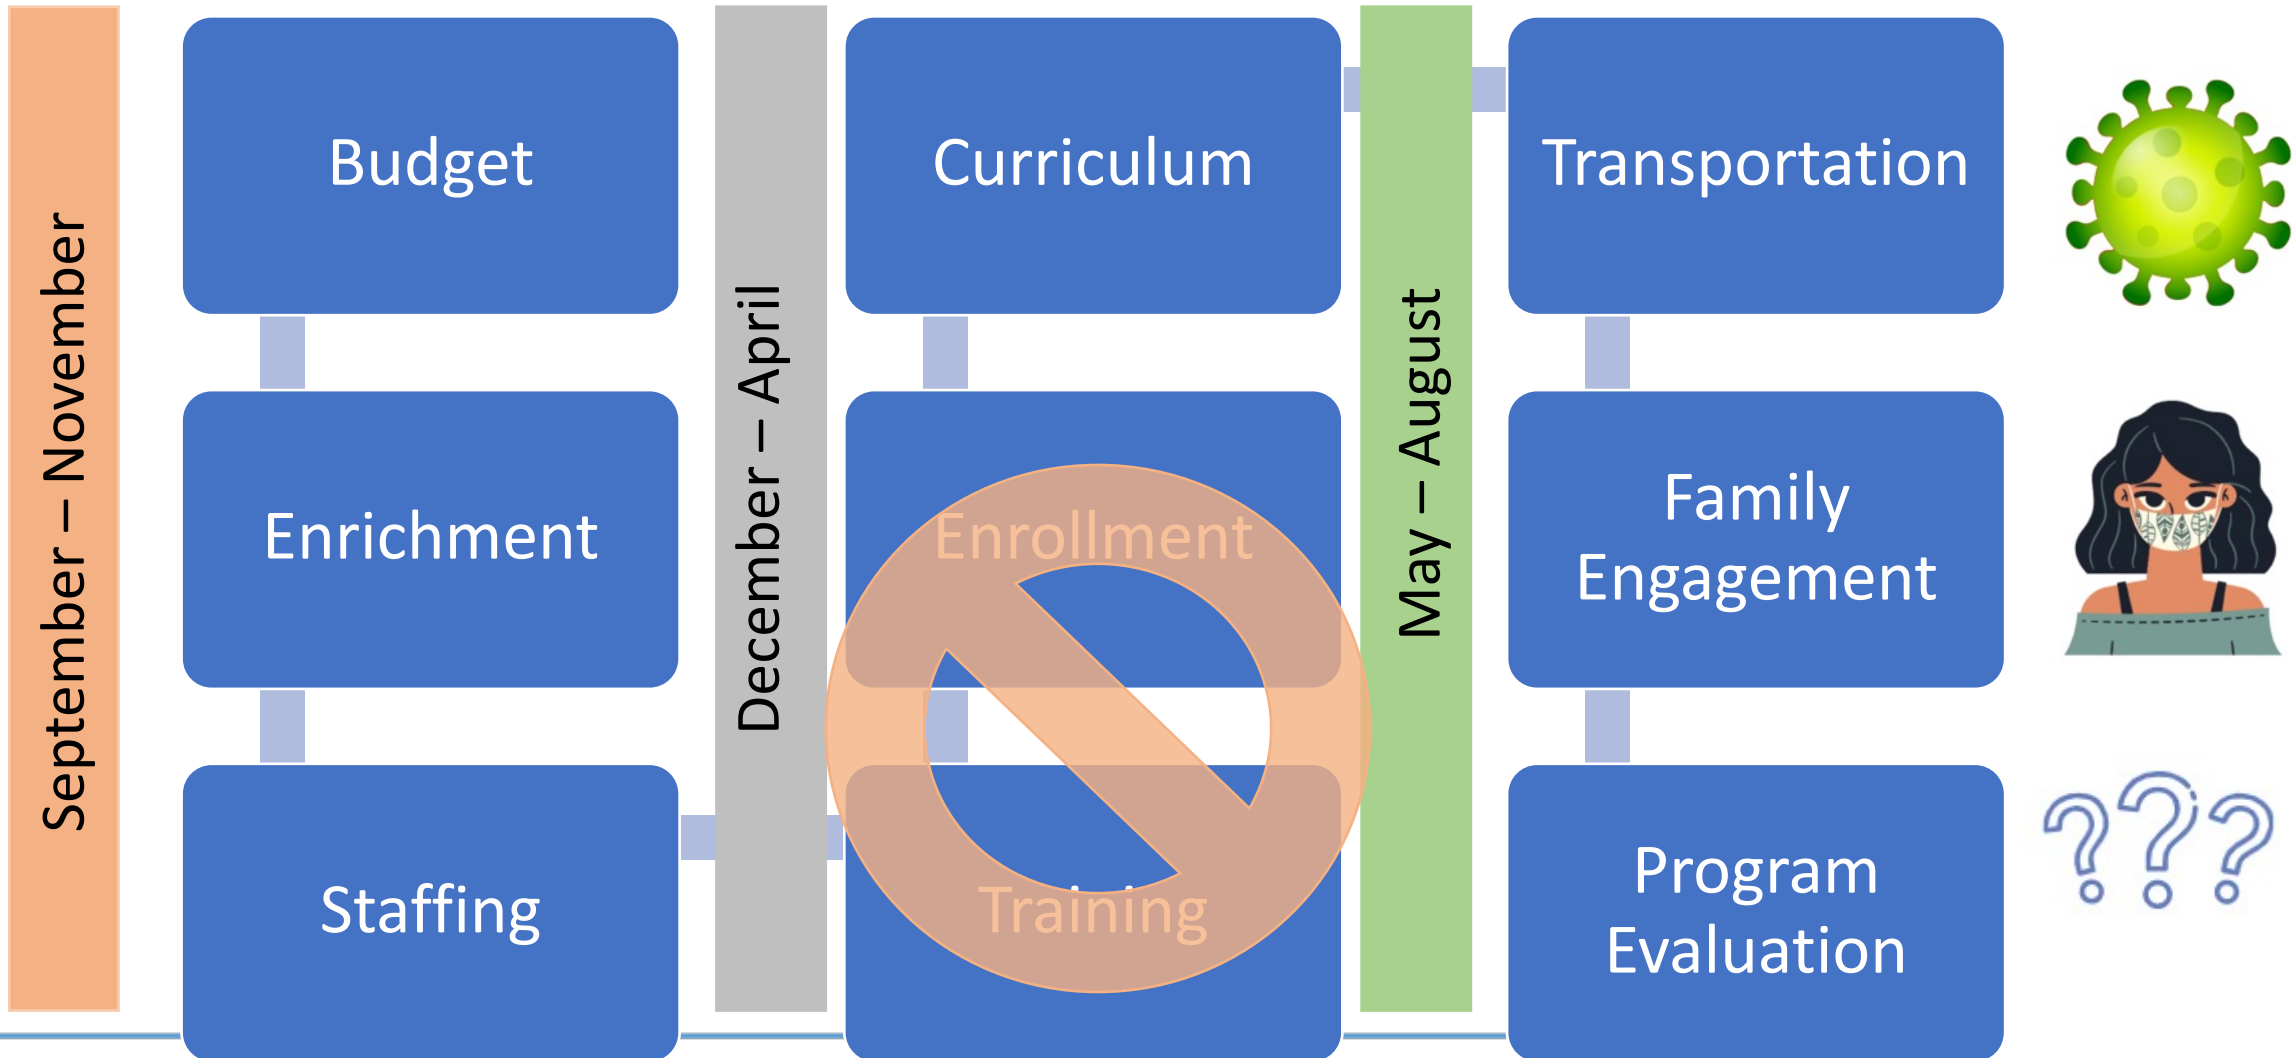 September – November
Budget
Enrichment
Staffing
December – April
Curriculum
Enrollment
Training
May – August
Transportation
Family
Engagement
Program
Evaluation
???